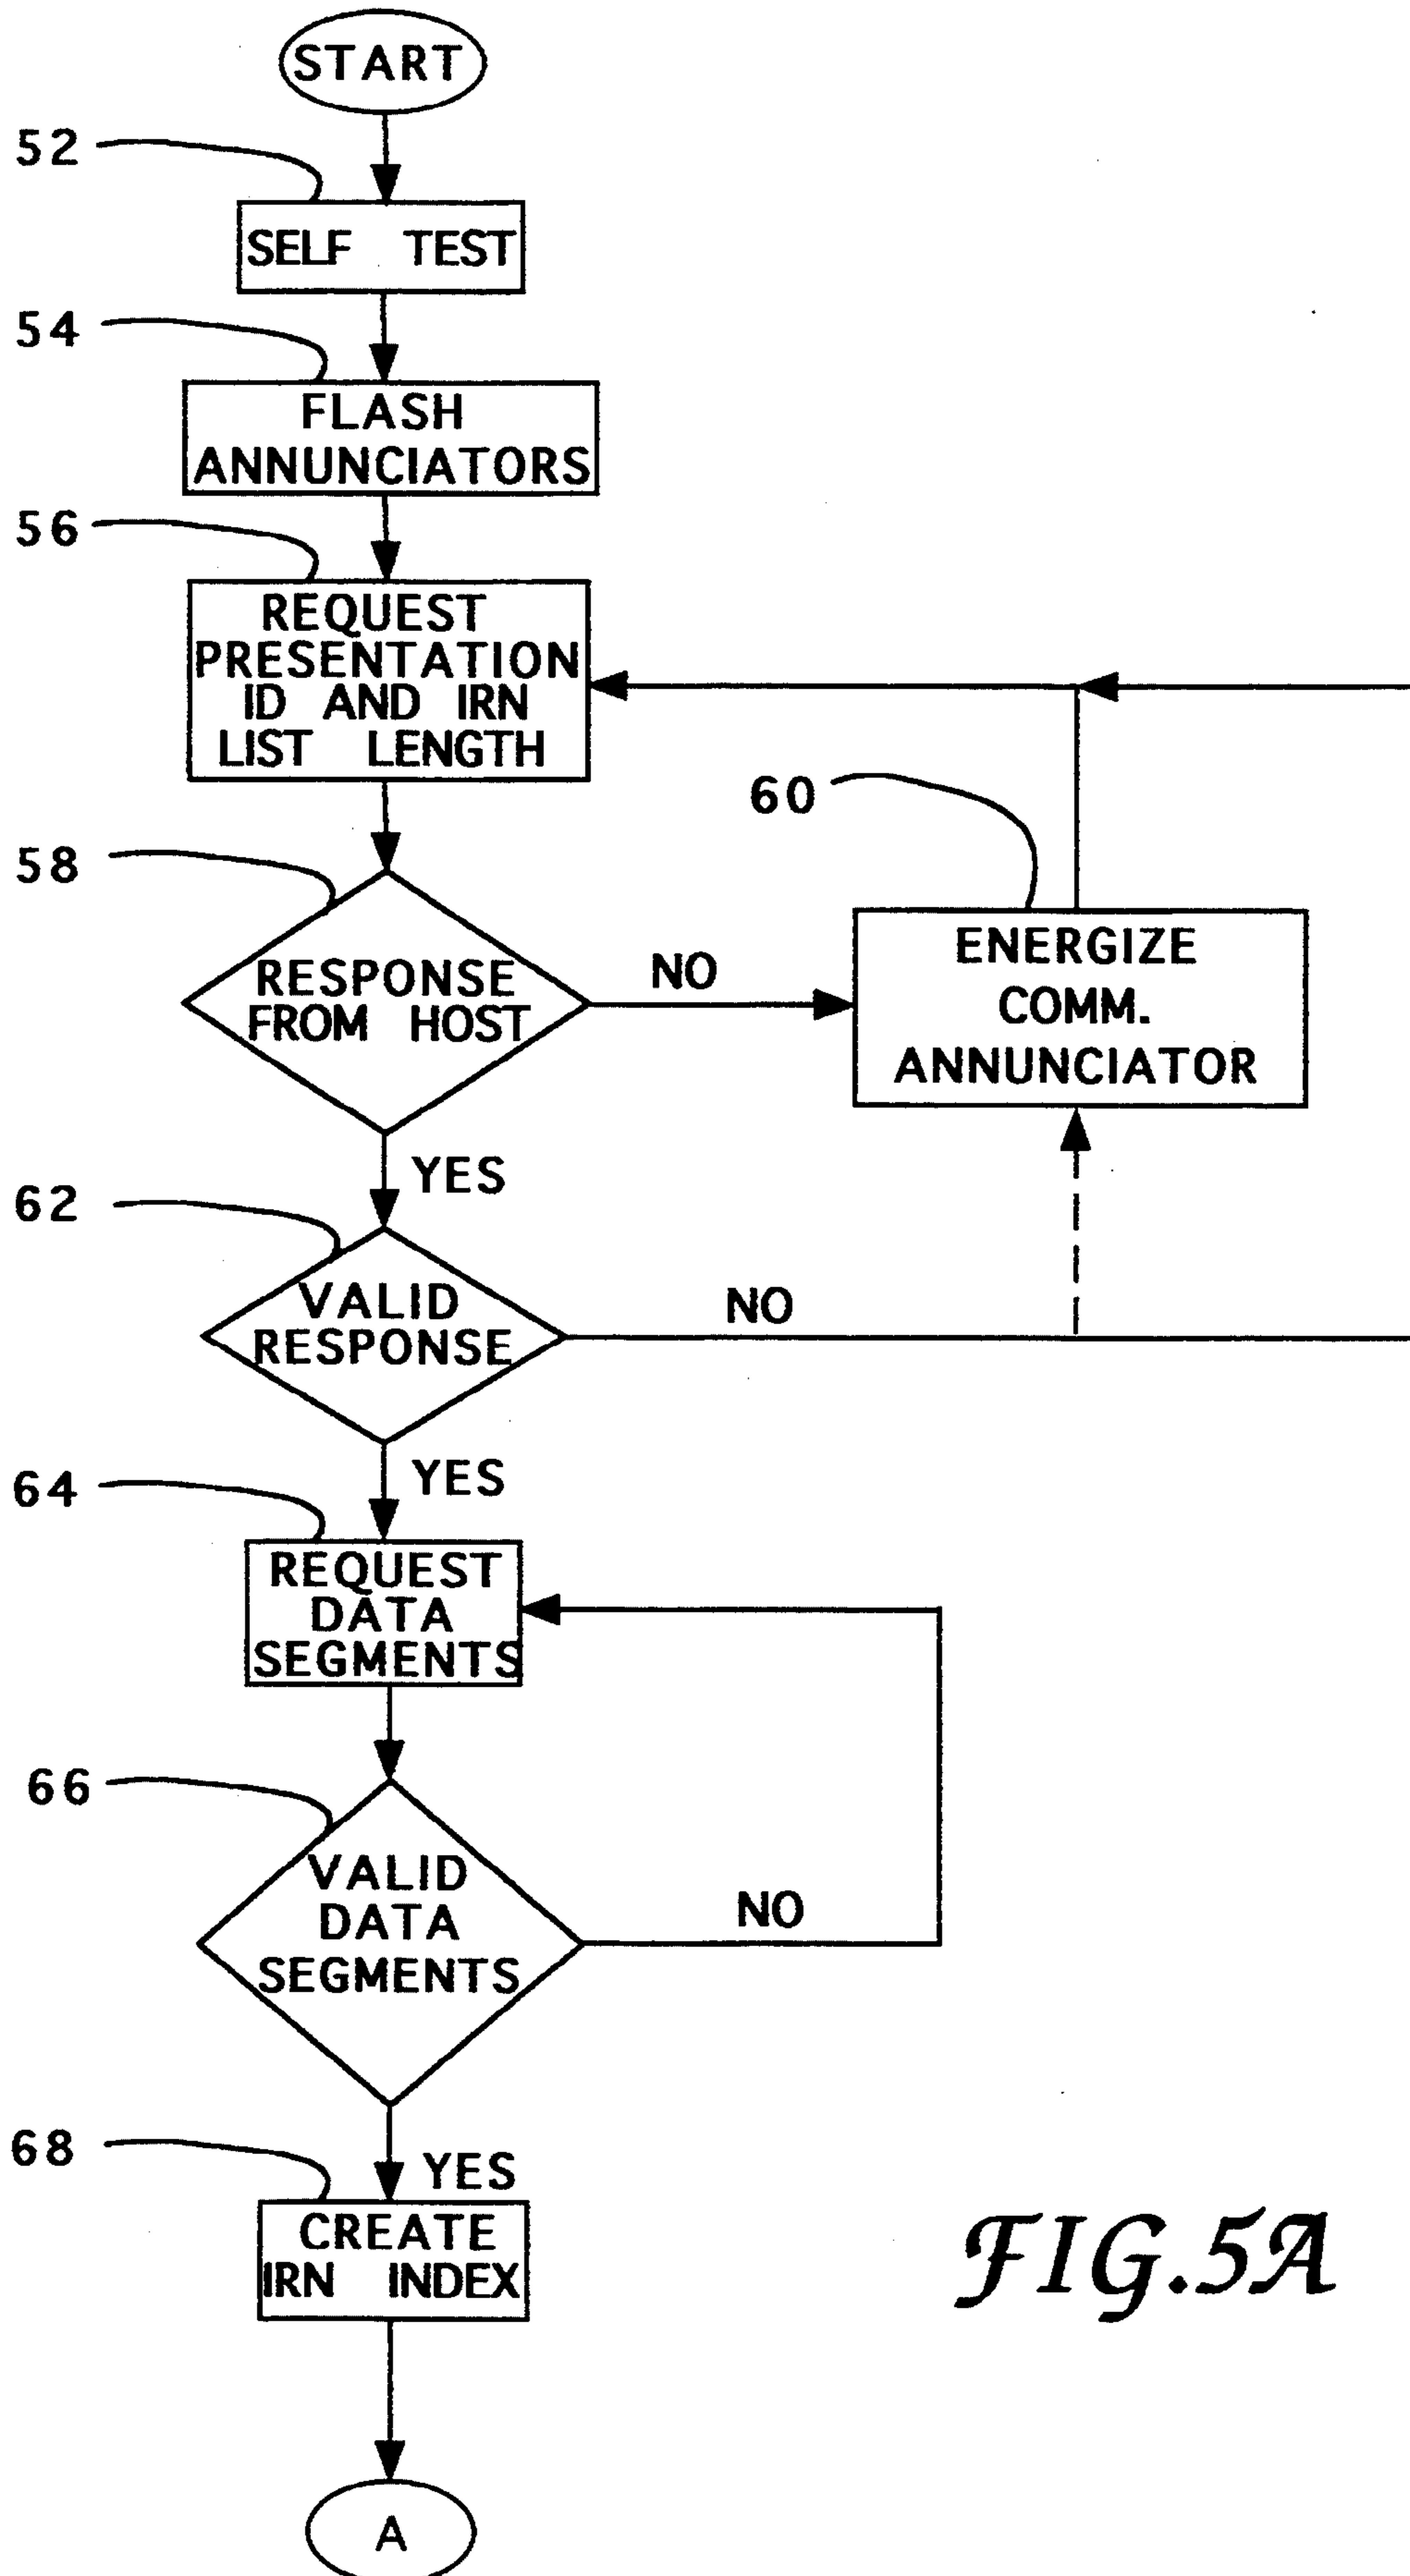 START
52
SELF TEST
54
FLASH
ANNUNCIATORS
56
REQUEST
PRESENTATION
ID AND IRN
LIST LENGTH
58
RESPONSE
FROM HOST
NO
60
ENERGIZE
COMM.
ANNUNCIATOR
YES
62
VALID
RESPONSE
NO
YES
64
REQUEST
DATA
SEGMENTS
66
VALID
DATA
SEGMENTS
NO
YES
68
CREATE
IRN INDEX
A
FIG.5A